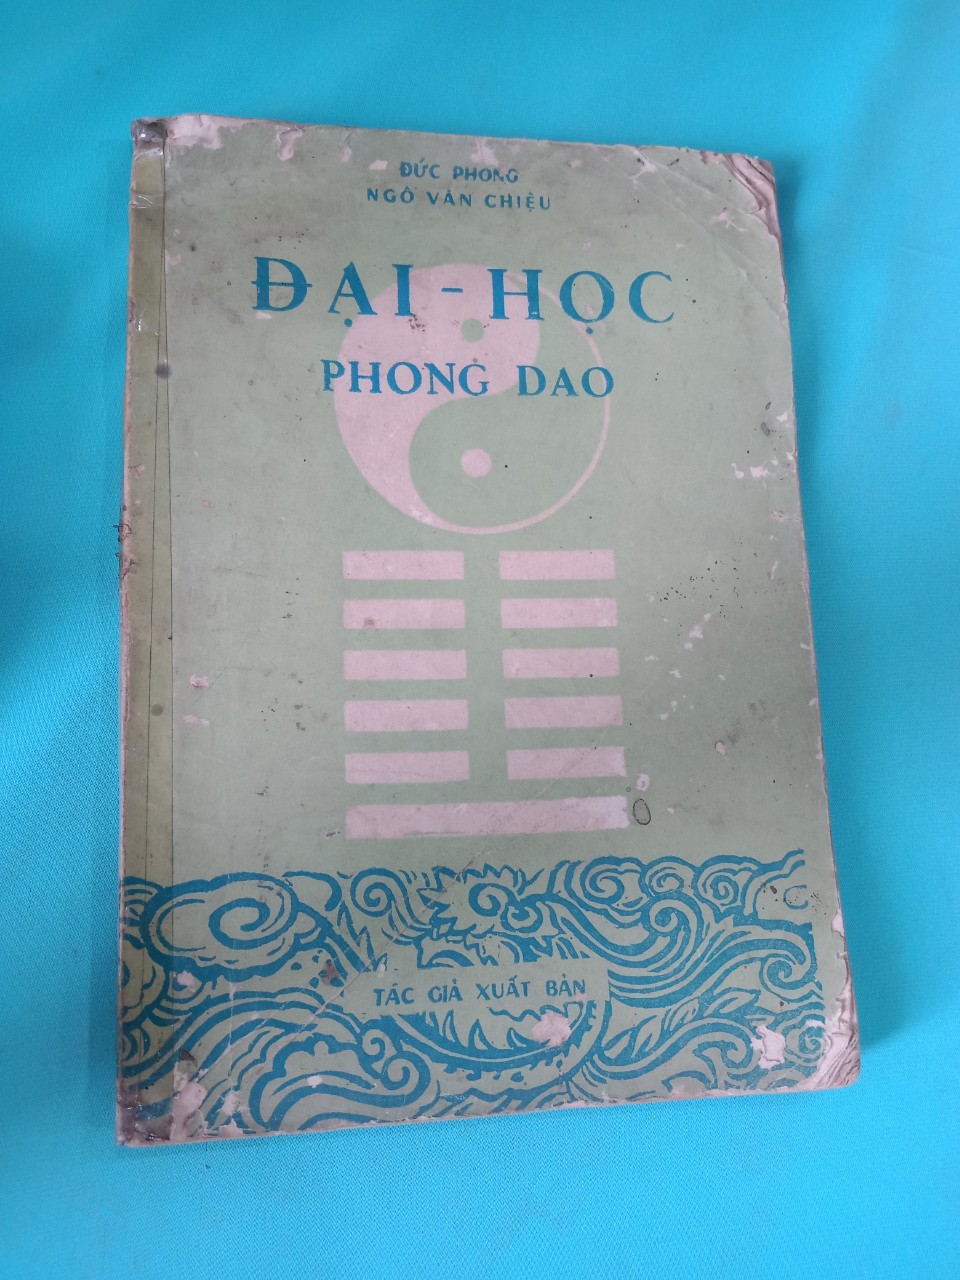 ĐỨC PHONG
NGÔ VĂN CHIỆU
ĐẠI - HỌC
PHONG DAO
TÁC GIẢ XUẤT BẢN